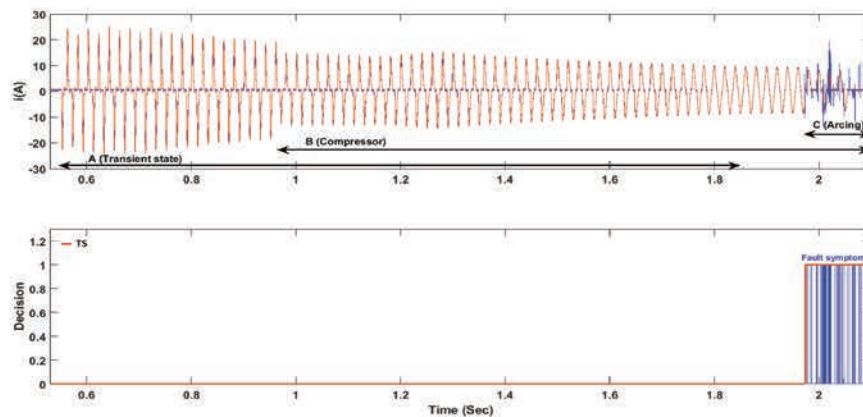 30
20
10
0
-10
-20
-30
i(A)
C (Arcing)
B (Compressor)
A (Transient state)
0.6 0.8 1 1.2 1.4 1.6 1.8 2
1.2
1
0.8
0.6
0.4
0.2
0
Decision
TS
Fault symptom
0.6 0.8 1 1.2 1.4 1.6 1.8 2
Time (Sec)